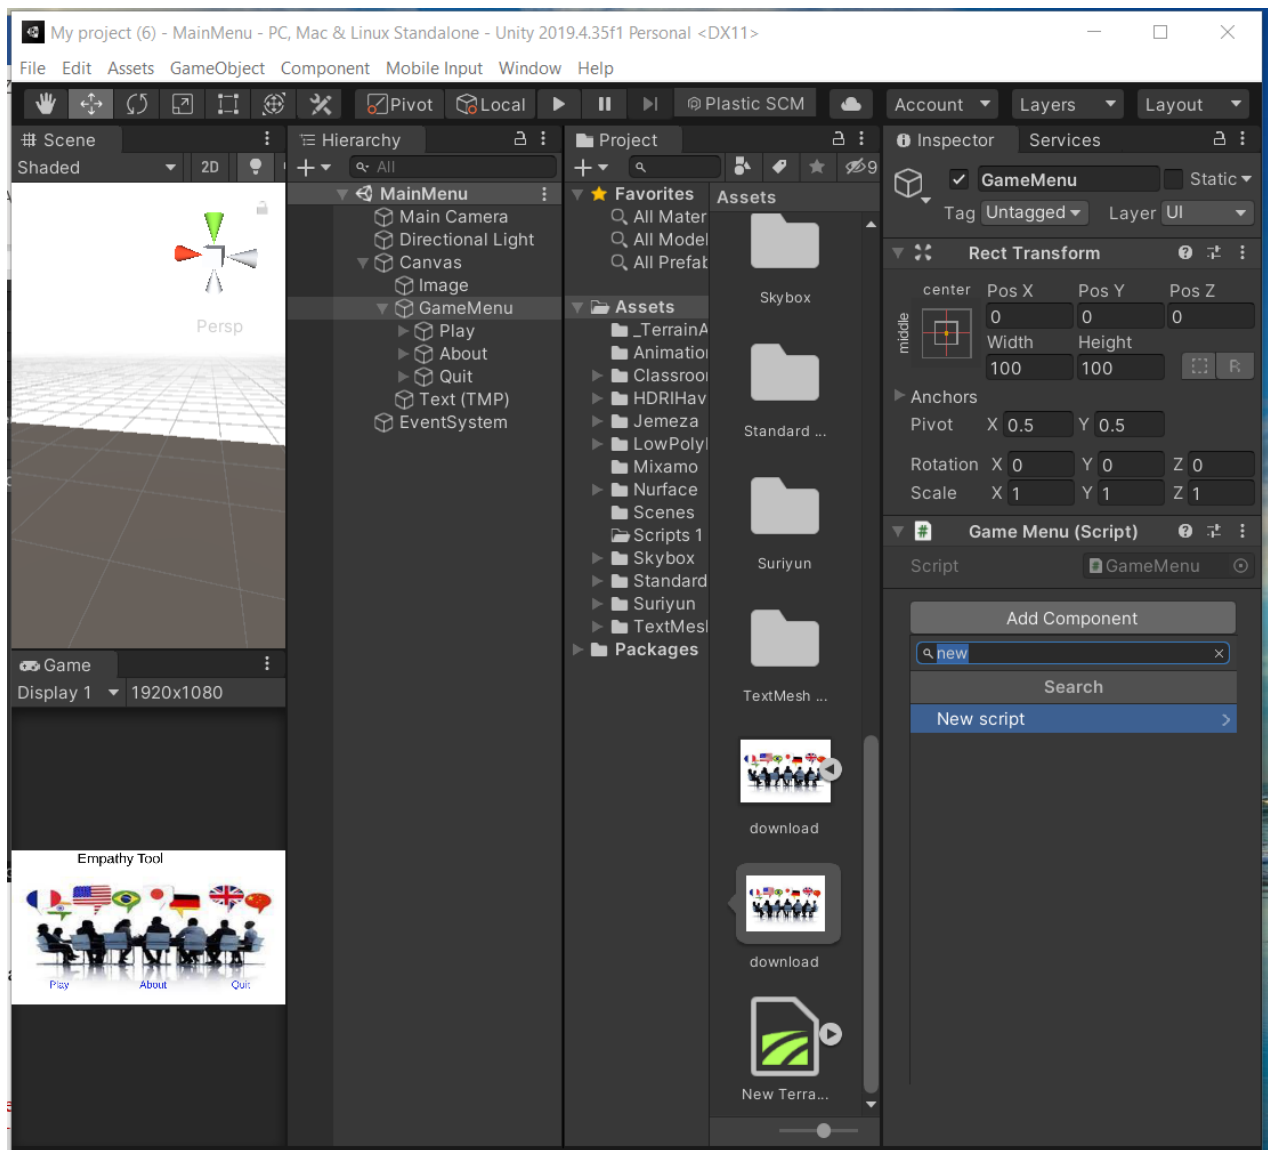 My project (6) - MainMenu - PC, Mac & Linux Standalone - Unity 2019.4.35f1 Personal <DX11>
File Edit Assets GameObject Component Mobile Input Window Help
Pivot Local Plastic SCM Account Layers Layout
Scene
Shaded 2D
Persp
Game
Display 1 1920x1080
Empathy Tool
Play About Quit
Hierarchy
All
MainMenu
Main Camera
Directional Light
Canvas
Image
GameMenu
Play
About
Quit
Text (TMP)
EventSystem
Project
9
Favorites
All Mater
All Model
All Prefab
Assets
_TerrainA
Animatio
Classroo
HDRIHav
Jemeza
LowPoly
Mixamo
Nurface
Scenes
Scripts 1
Skybox
Standard
Suriyun
TextMesl
Packages
Assets
Skybox
Standard ...
Suriyun
TextMesh ...
download
download
New Terra...
Inspector Services
GameMenu Static
Tag Untagged Layer UI
Rect Transform
center Pos X Pos Y Pos Z
middle
0 0 0
Width Height
100 100 R
Anchors
Pivot X 0.5 Y 0.5
Rotation X 0 Y 0 Z 0
Scale X 1 Y 1 Z 1
# Game Menu (Script)
Script GameMenu
Add Component
new
Search
New script